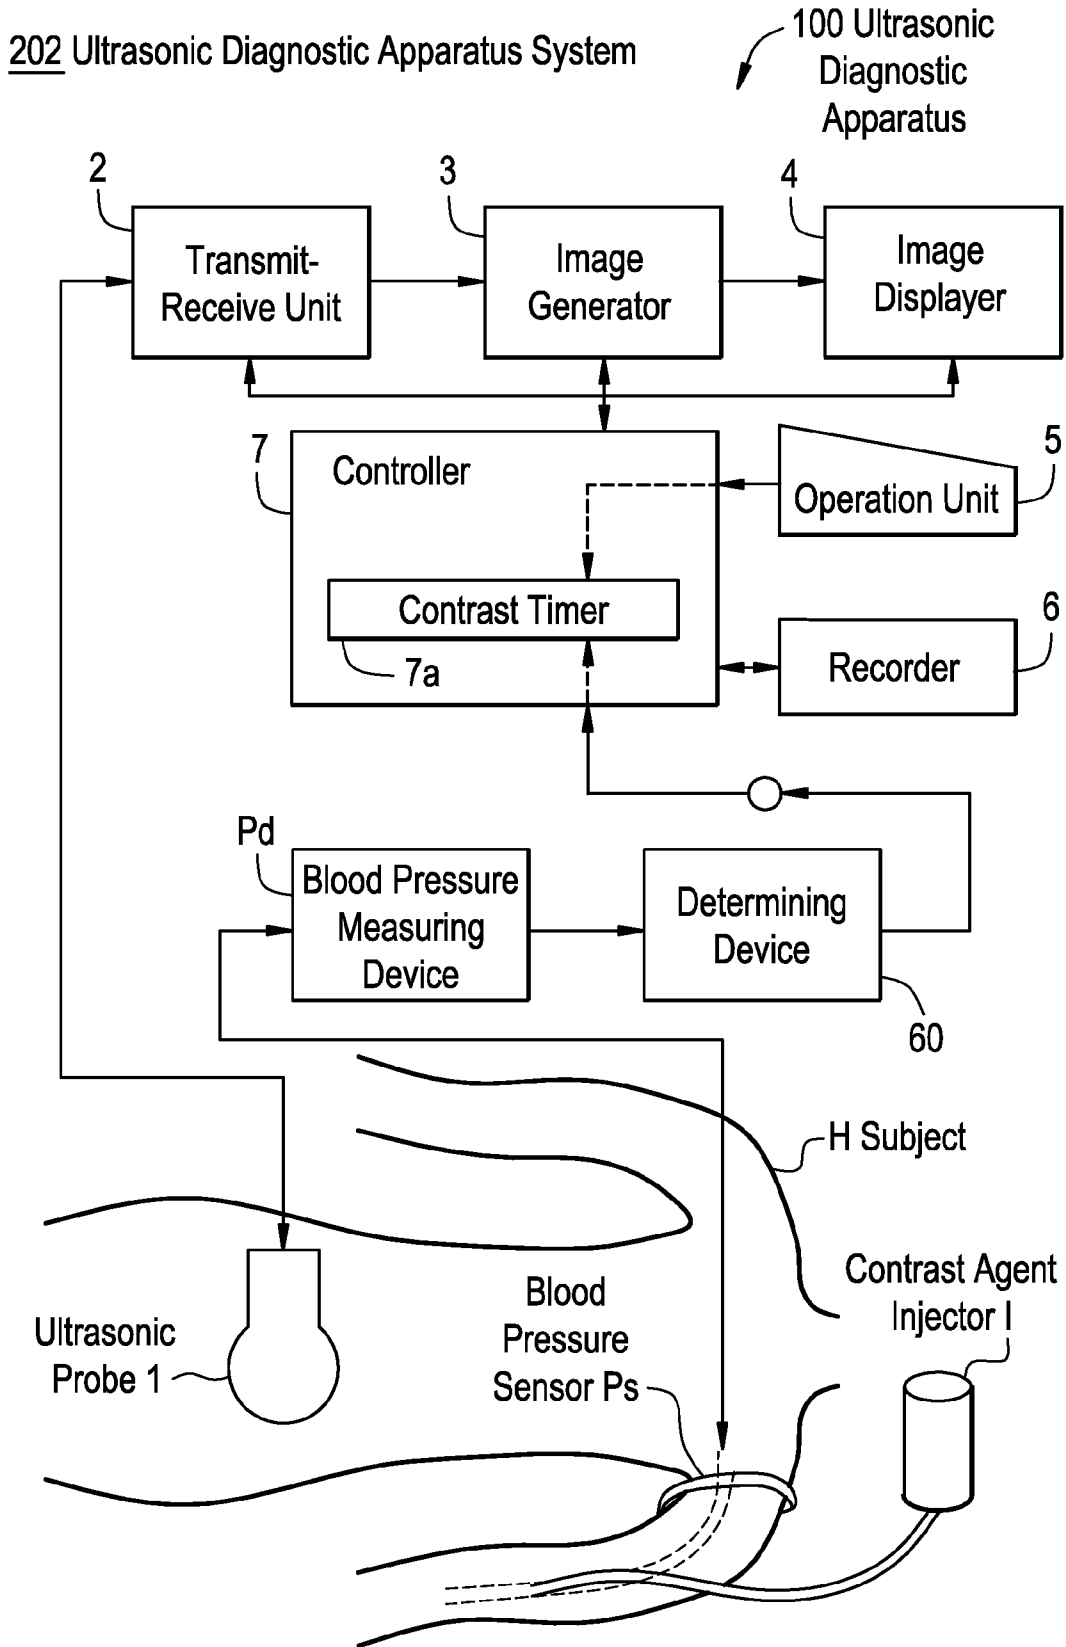 202 Ultrasonic Diagnostic Apparatus System
100 Ultrasonic
Diagnostic
Apparatus
2
3
4
Transmit-
Receive Unit
Image
Generator
Image
Displayer
7
Controller
5
Operation Unit
Contrast Timer
7a
6
Recorder
Pd
Blood Pressure
Measuring
Device
Determining
Device
60
H Subject
Ultrasonic
Probe 1
Blood
Pressure
Sensor Ps
Contrast Agent
Injector I